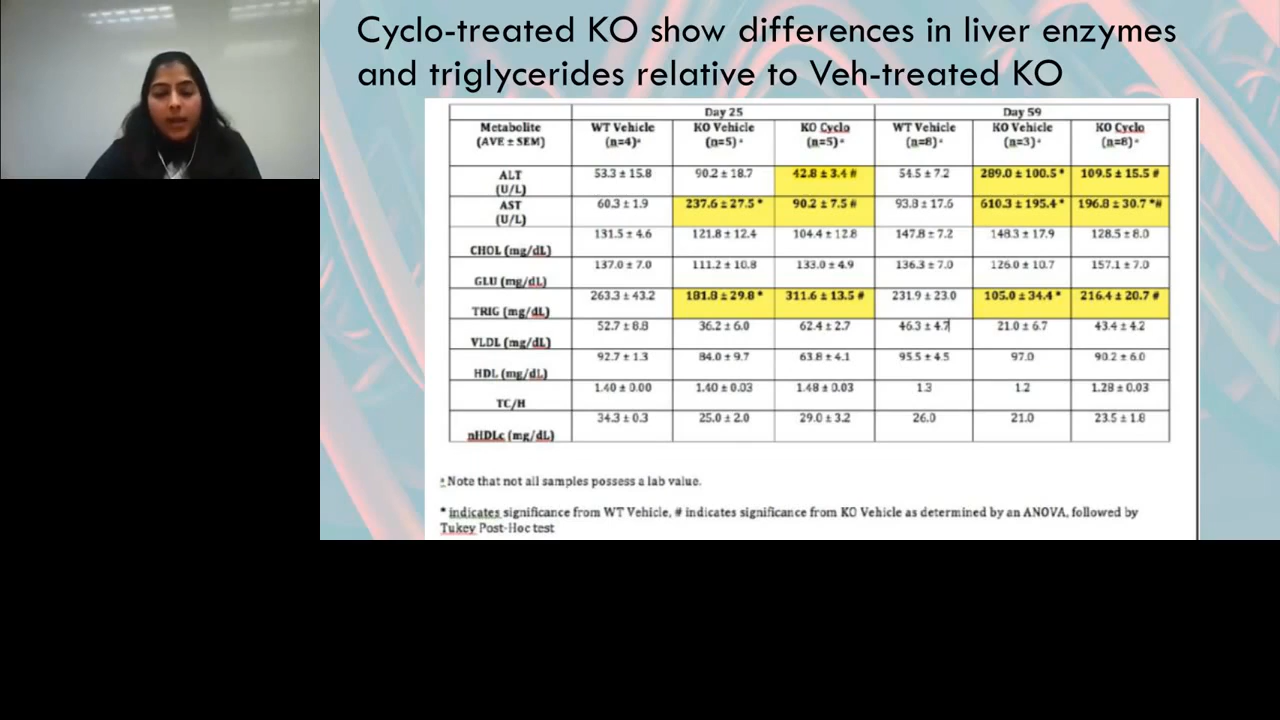 Cyclo-treated KO show differences in liver enzymes
and triglycerides relative to Veh-treated KO
Day 25 Day 59
Metabolite (AVE ± SEM) WT Vehicle (n=4)ᵃ KO Vehicle (n=5)ᵃ KO Cyclo (n=5)ᵃ WT Vehicle (n=8)ᵃ KO Vehicle (n=3)ᵃ KO Cyclo (n=8)ᵃ
ALT (U/L) 53.3 ± 15.8 90.2 ± 18.7 42.8 ± 3.4 # 54.5 ± 7.2 289.0 ± 100.5 * 109.5 ± 15.5 #
AST (U/L) 60.3 ± 1.9 237.6 ± 27.5 * 90.2 ± 7.5 # 93.8 ± 17.6 610.3 ± 195.4 * 196.8 ± 30.7 *#
CHOL (mg/dL) 131.5 ± 4.6 121.8 ± 12.4 104.4 ± 12.8 147.8 ± 7.2 148.3 ± 17.9 128.5 ± 8.0
GLU (mg/dL) 137.0 ± 7.0 111.2 ± 10.8 133.0 ± 4.9 136.3 ± 7.0 126.0 ± 10.7 157.1 ± 7.0
TRIG (mg/dL) 263.3 ± 43.2 181.8 ± 29.8 * 311.6 ± 13.5 # 231.9 ± 23.0 105.0 ± 34.4 * 216.4 ± 20.7 #
VLDL (mg/dL) 52.7 ± 8.8 36.2 ± 6.0 62.4 ± 2.7 46.3 ± 4.7 21.0 ± 6.7 43.4 ± 4.2
HDL (mg/dL) 92.7 ± 1.3 84.0 ± 9.7 63.8 ± 4.1 95.5 ± 4.5 97.0 90.2 ± 6.0
TC/H 1.40 ± 0.00 1.40 ± 0.03 1.48 ± 0.03 1.3 1.2 1.28 ± 0.03
nHDLc (mg/dL) 34.3 ± 0.3 25.0 ± 2.0 29.0 ± 3.2 26.0 21.0 23.5 ± 1.8
ᵃ Note that not all samples possess a lab value.
* indicates significance from WT Vehicle, # indicates significance from KO Vehicle as determined by an ANOVA, followed by
Tukey Post-Hoc test